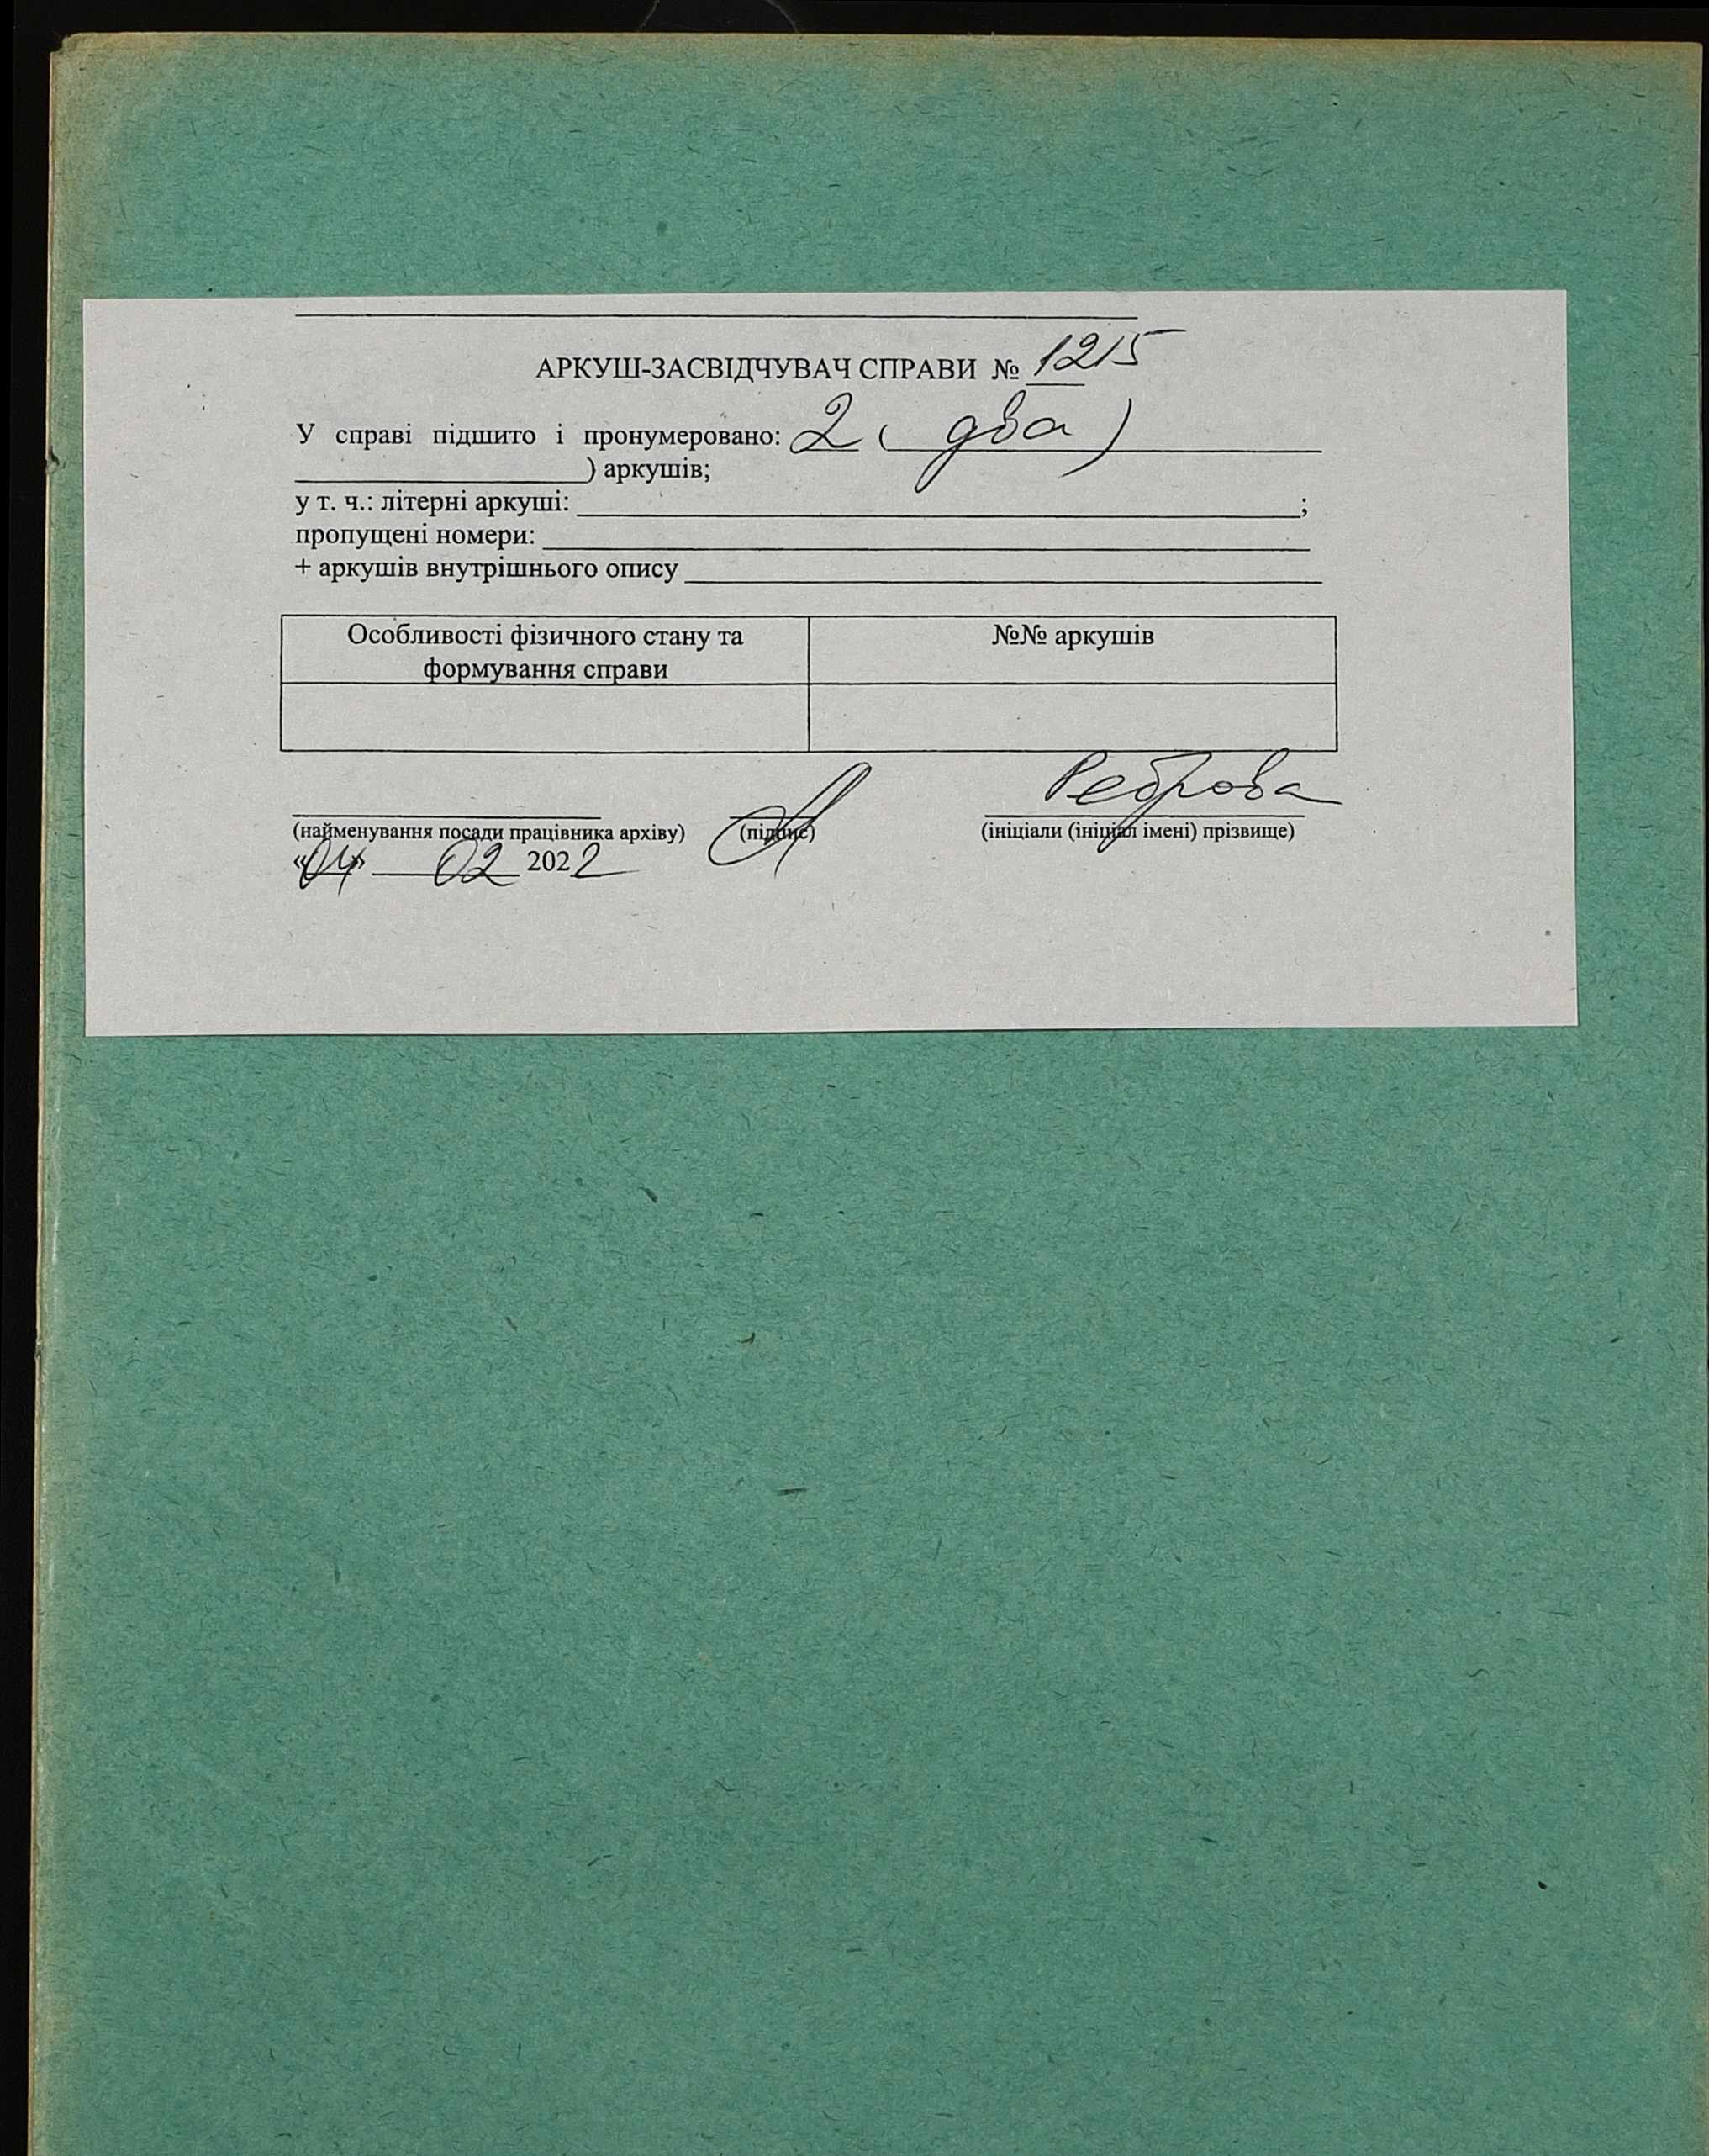 АРКУШ-ЗАСВІДЧУВАЧ СПРАВИ № 1215
У справі підшито і пронумеровано: 2 ( два )
) аркушів;
у т. ч.: літерні аркуші: ;
пропущені номери:
+ аркушів внутрішнього опису
Особливості фізичного стану та формування справи
№№ аркушів
Реброва
(найменування посади працівника архіву) (підпис) (ініціали (ініціал імені) прізвище)
«04» 02 2022